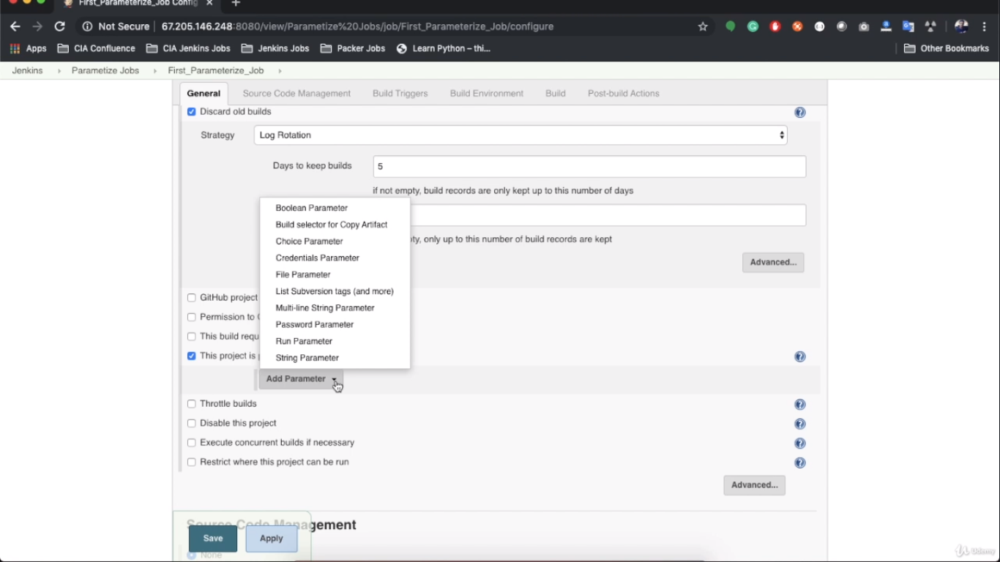 First_Parameterize_Job Config
Not Secure | 67.205.146.248:8080/view/Parametize%20Jobs/job/First_Parameterize_Job/configure
Apps CIA Confluence CIA Jenkins Jobs Jenkins Jobs Packer Jobs Learn Python – thi... Other Bookmarks
Jenkins Parametize Jobs First_Parameterize_Job
General Source Code Management Build Triggers Build Environment Build Post-build Actions
Discard old builds
Strategy Log Rotation
Days to keep builds 5
if not empty, build records are only kept up to this number of days
Boolean Parameter
Build selector for Copy Artifact
Choice Parameter
Credentials Parameter
File Parameter
List Subversion tags (and more)
Multi-line String Parameter
Password Parameter
Run Parameter
String Parameter
pty, only up to this number of build records are kept
Advanced...
GitHub project
Permission to
This build requ
This project is
Add Parameter
Throttle builds
Disable this project
Execute concurrent builds if necessary
Restrict where this project can be run
Advanced...
Source Code Management
Save Apply
None
Udemy